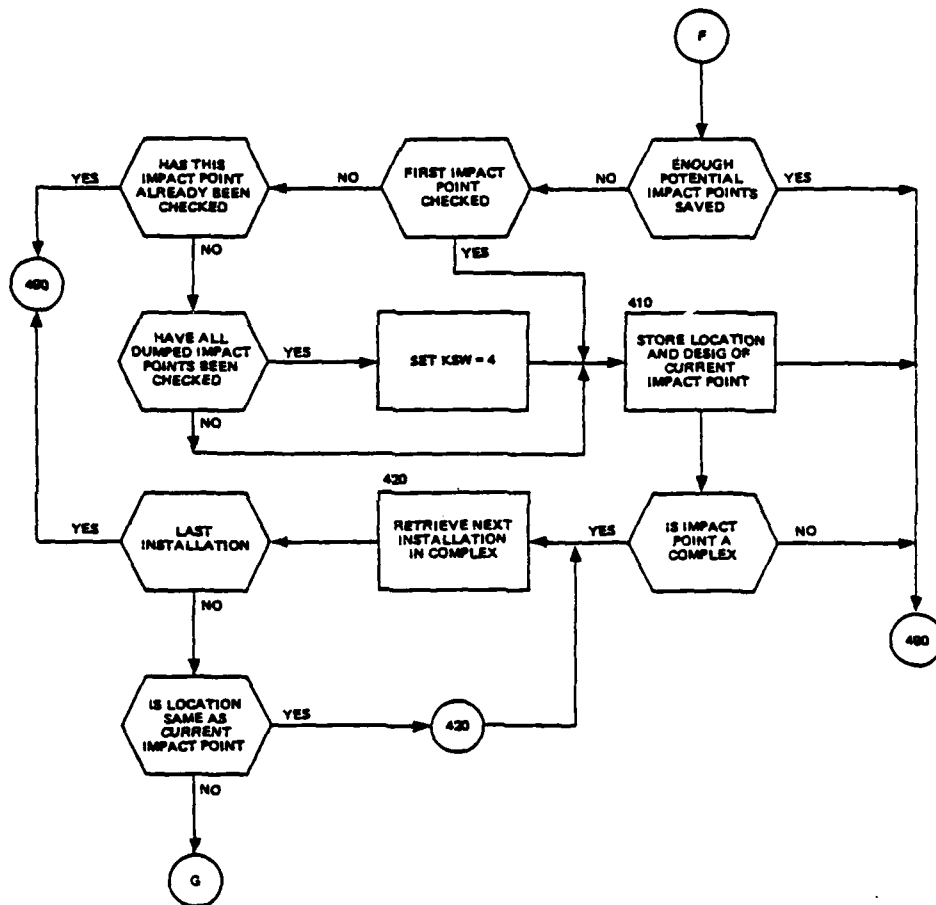 F
YES
HAS THIS
IMPACT POINT
ALREADY BEEN
CHECKED
NO
FIRST IMPACT
POINT
CHECKED
NO
ENOUGH
POTENTIAL
IMPACT POINTS
SAVED
YES
NO
YES
HAVE ALL
DUMPED IMPACT
POINTS BEEN
CHECKED
YES
SET KSW = 4
410
STORE LOCATION
AND DESIG OF
CURRENT
IMPACT POINT
NO
420
YES
LAST
INSTALLATION
RETRIEVE NEXT
INSTALLATION
IN COMPLEX
YES
IS IMPACT
POINT A
COMPLEX
NO
NO
IS LOCATION
SAME AS
CURRENT
IMPACT POINT
YES
420
NO
G